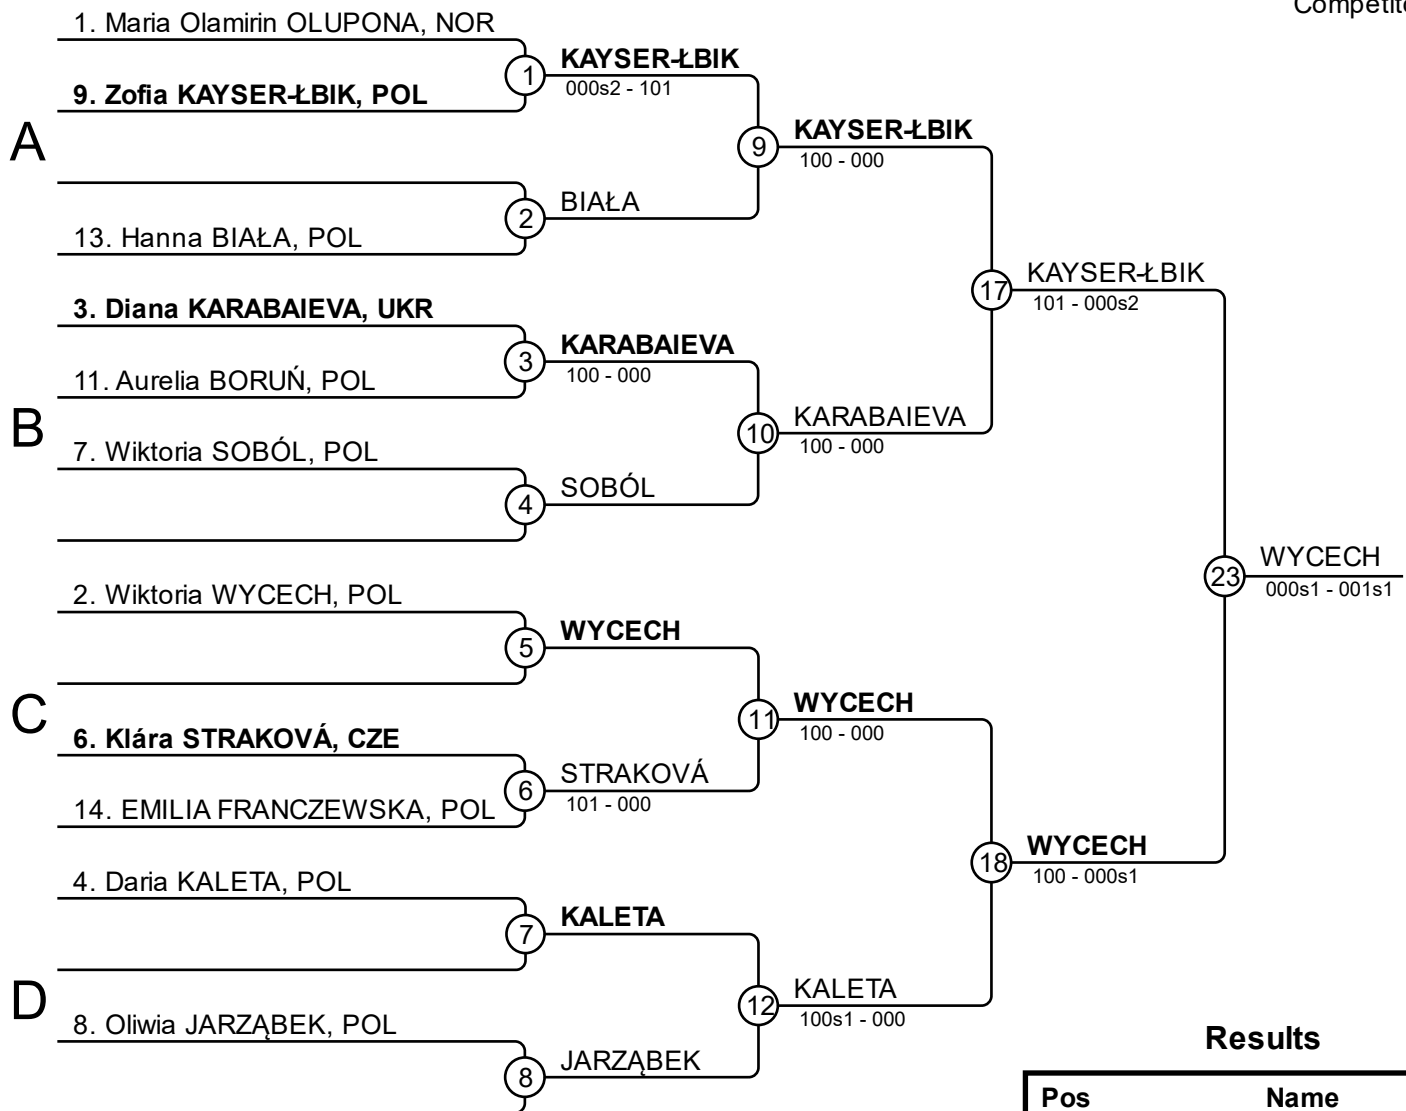 Competito
1. Maria Olamirin OLUPONA, NOR
1
KAYSER-ŁBIK
000s2 - 101
9. Zofia KAYSER-ŁBIK, POL
A
9
KAYSER-ŁBIK
100 - 000
2
BIAŁA
13. Hanna BIAŁA, POL
17
KAYSER-ŁBIK
101 - 000s2
3. Diana KARABAIEVA, UKR
3
KARABAIEVA
100 - 000
11. Aurelia BORUŃ, POL
B
10
KARABAIEVA
100 - 000
7. Wiktoria SOBÓL, POL
4
SOBÓL
23
WYCECH
000s1 - 001s1
2. Wiktoria WYCECH, POL
5
WYCECH
C
11
WYCECH
100 - 000
6. Klára STRAKOVÁ, CZE
6
STRAKOVÁ
101 - 000
14. EMILIA FRANCZEWSKA, POL
18
WYCECH
100 - 000s1
4. Daria KALETA, POL
7
KALETA
D
12
KALETA
100s1 - 000
8. Oliwia JARZĄBEK, POL
8
JARZĄBEK
Results
Pos Name